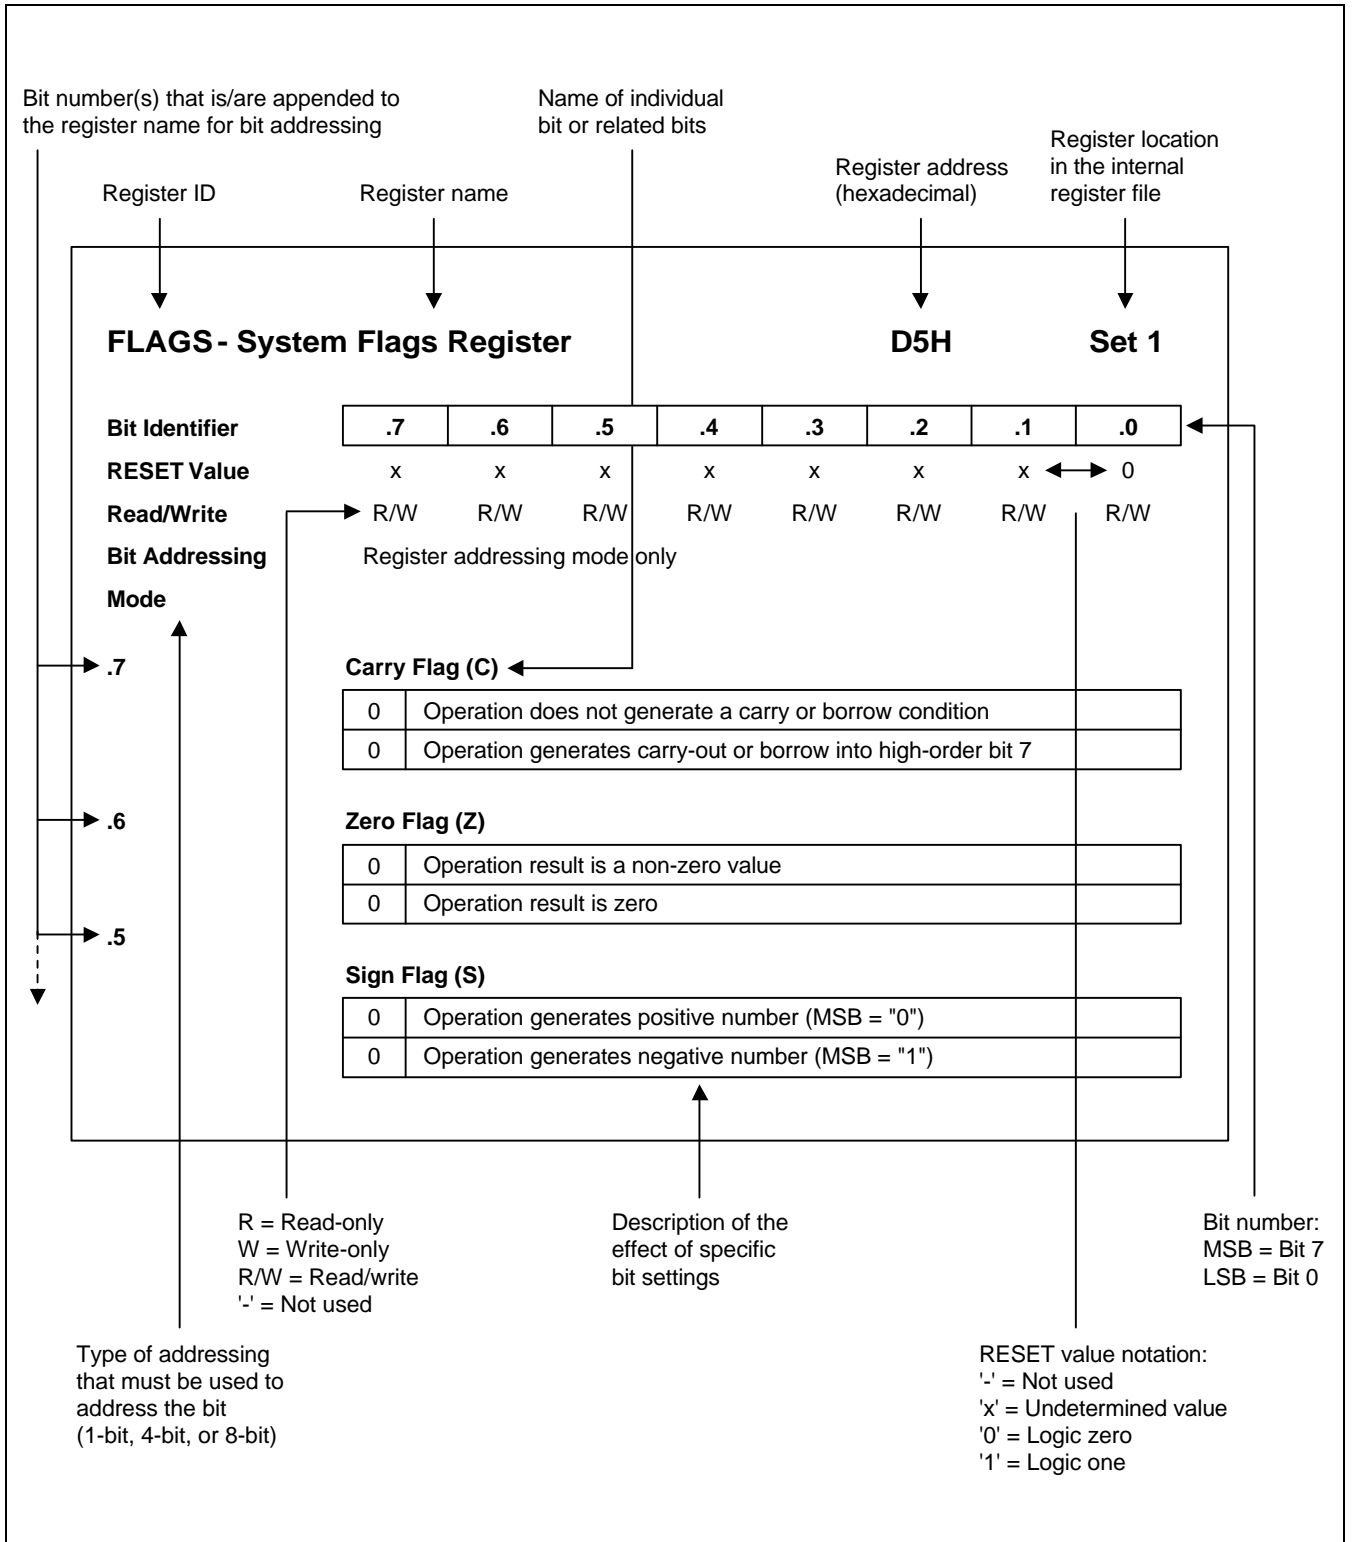 Bit number(s) that is/are appended to
the register name for bit addressing
Name of individual
bit or related bits
Register location
in the internal
register file
Register address
(hexadecimal)
Register ID
Register name
FLAGS - System Flags Register D5H Set 1
Bit Identifier .7 .6 .5 .4 .3 .2 .1 .0
RESET Value x x x x x x x 0
Read/Write R/W R/W R/W R/W R/W R/W R/W R/W
Bit Addressing Register addressing mode only
Mode
.7 Carry Flag (C)
0 Operation does not generate a carry or borrow condition
0 Operation generates carry-out or borrow into high-order bit 7
.6 Zero Flag (Z)
0 Operation result is a non-zero value
0 Operation result is zero
.5
Sign Flag (S)
0 Operation generates positive number (MSB = "0")
0 Operation generates negative number (MSB = "1")
R = Read-only
W = Write-only
R/W = Read/write
'-' = Not used
Description of the
effect of specific
bit settings
Bit number:
MSB = Bit 7
LSB = Bit 0
Type of addressing
that must be used to
address the bit
(1-bit, 4-bit, or 8-bit)
RESET value notation:
'-' = Not used
'x' = Undetermined value
'0' = Logic zero
'1' = Logic one